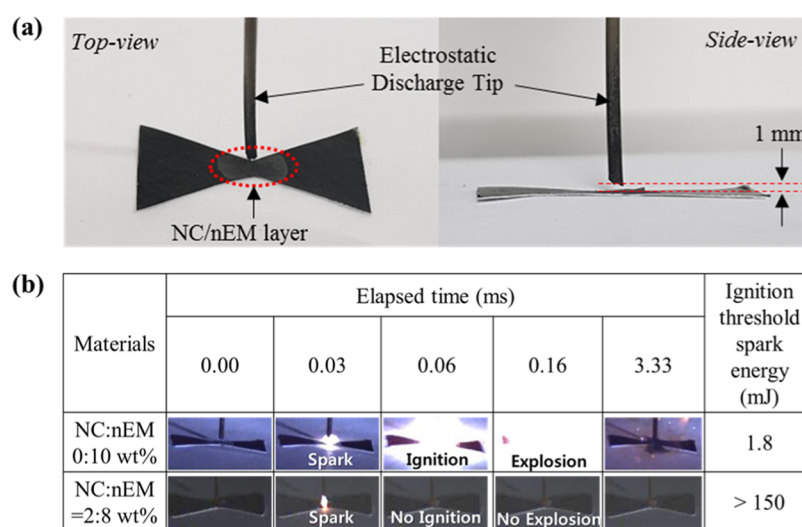 (a)
Top-view
Electrostatic
Discharge Tip
Side-view
1 mm
NC/nEM layer
(b)
Materials
Elapsed time (ms)
Ignition
threshold
spark
energy
(mJ)
0.00
0.03
0.06
0.16
3.33
NC:nEM
0:10 wt%
Spark
Ignition
Explosion
1.8
NC:nEM
=2:8 wt%
Spark
No Ignition
No Explosion
> 150